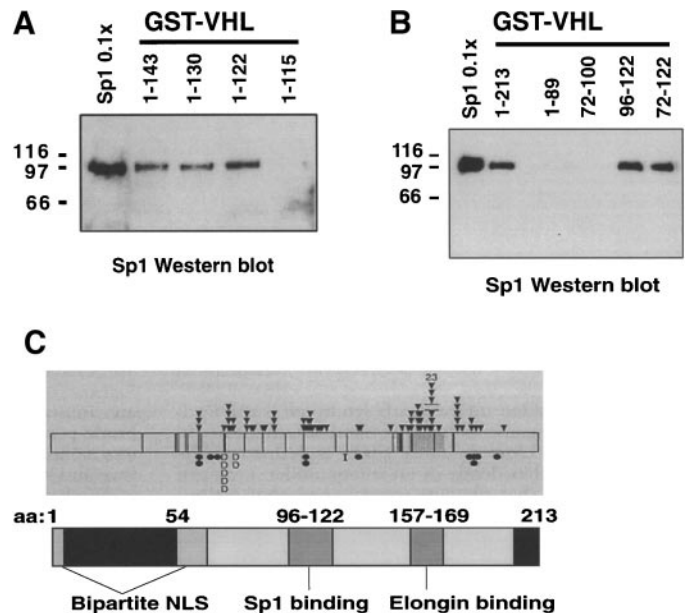 A
GST-VHL
Sp1 0.1x
1-143
1-130
1-122
1-115
116
97
66
Sp1 Western blot
B
GST-VHL
Sp1 0.1x
1-213
1-89
72-100
96-122
72-122
116
97
66
Sp1 Western blot
C
23
I
aa: 1 54 96-122 157-169 213
Bipartite NLS Sp1 binding Elongin binding